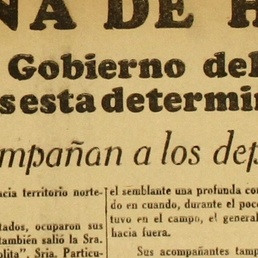 NA DE H
Gobierno del
sesta determin
mpañan a los dep
acia territorio norte-
tados, ocuparon sus
también salió la Sra.
olita", Sria. Particu-
el semblante una profunda con
do en cuando, durante el poc
tuvo en el campo, el general
hacia fuera.
Sus acompañantes tamp